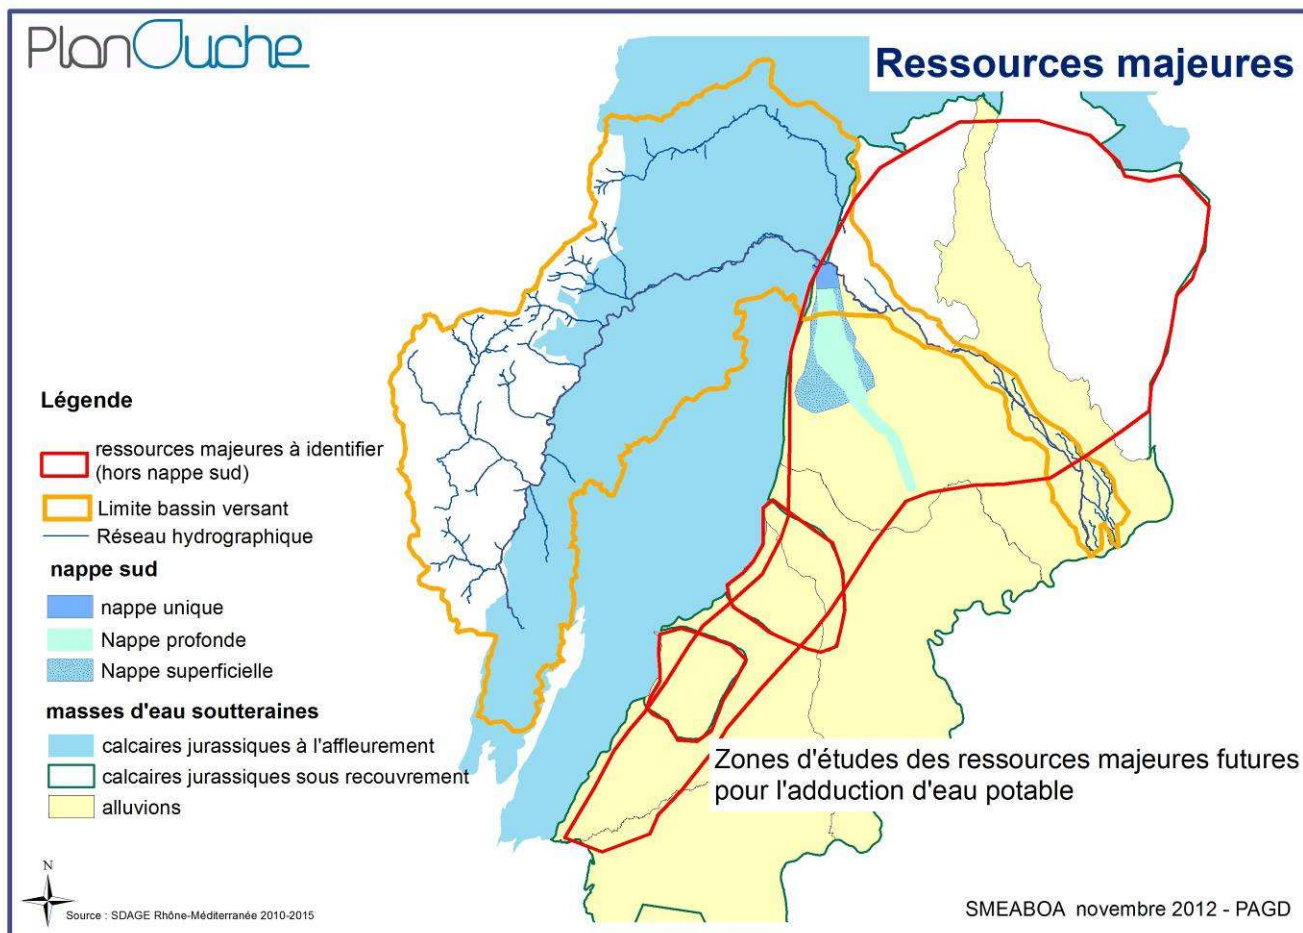 PlanOuche
Ressources majeures
Légende
ressources majeures à identifier
(hors nappe sud)
Limite bassin versant
Réseau hydrographique
nappe sud
nappe unique
Nappe profonde
Nappe superficielle
masses d'eau soutteraines
calcaires jurassiques à l'affleurement
calcaires jurassiques sous recouvrement
alluvions
Zones d'études des ressources majeures futures
pour l'adduction d'eau potable
N
Source : SDAGE Rhône-Méditerranée 2010-2015
SMEABOA novembre 2012 - PAGD